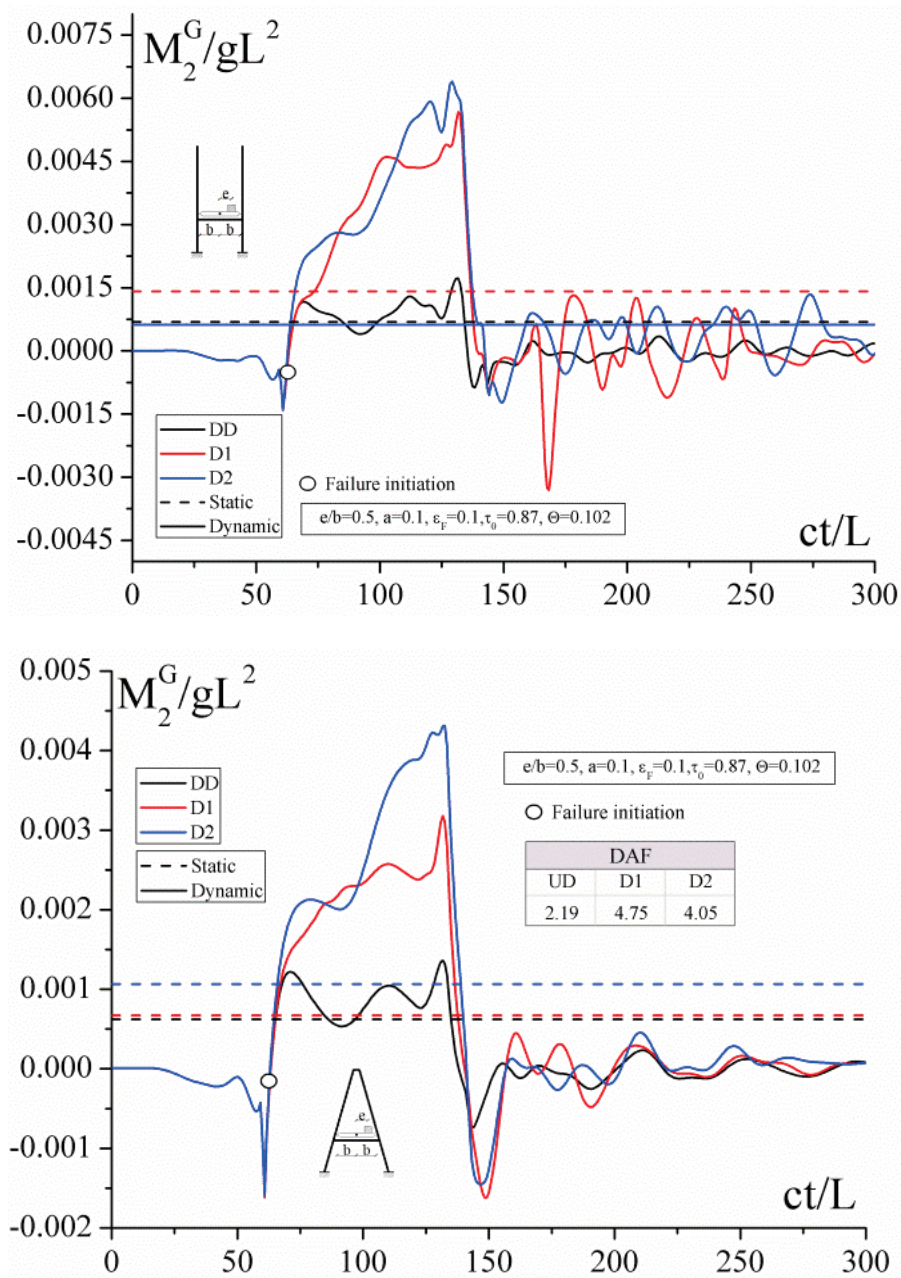 M₂ᴳ/gL²
0.0075
0.0060
0.0045
0.0030
0.0015
0.0000
-0.0015
-0.0030
-0.0045
e
b b
DD
D1
D2
Static
Dynamic
Failure initiation
e/b=0.5, a=0.1, ε_F=0.1,τ₀=0.87, Θ=0.102
ct/L
0 50 100 150 200 250 300
M₂ᴳ/gL²
0.005
0.004
0.003
0.002
0.001
0.000
-0.001
-0.002
DD
D1
D2
Static
Dynamic
e/b=0.5, a=0.1, ε_F=0.1,τ₀=0.87, Θ=0.102
Failure initiation
DAF
UD D1 D2
2.19 4.75 4.05
e
b b
ct/L
0 50 100 150 200 250 300